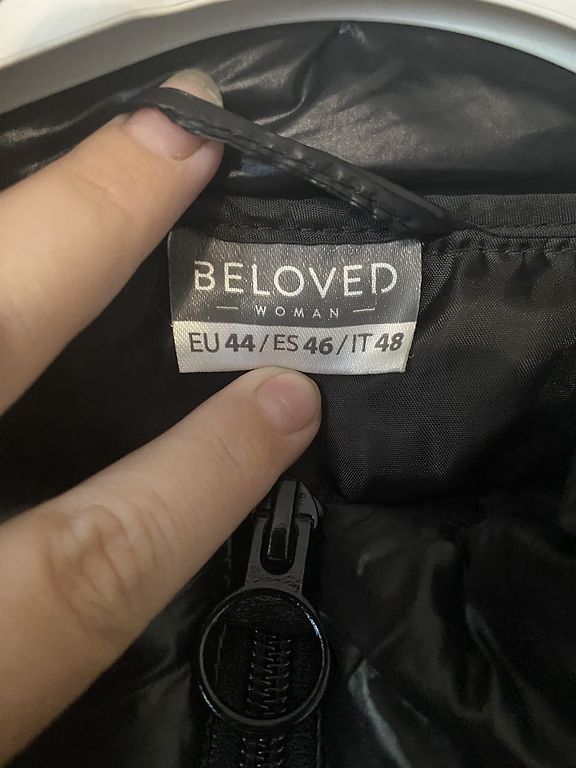 BELOVED
— WOMAN —
EU 44 / ES 46 / IT 48